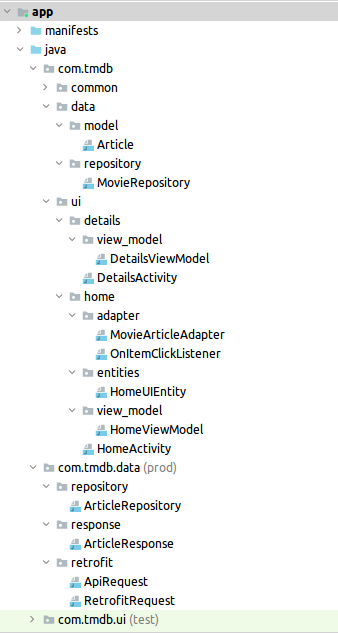 app
manifests
java
com.tmdb
common
data
model
Article
repository
MovieRepository
ui
details
view_model
DetailsViewModel
DetailsActivity
home
adapter
MovieArticleAdapter
OnItemClickListener
entities
HomeUIEntity
view_model
HomeViewModel
HomeActivity
com.tmdb.data (prod)
repository
ArticleRepository
response
ArticleResponse
retrofit
ApiRequest
RetrofitRequest
com.tmdb.ui (test)